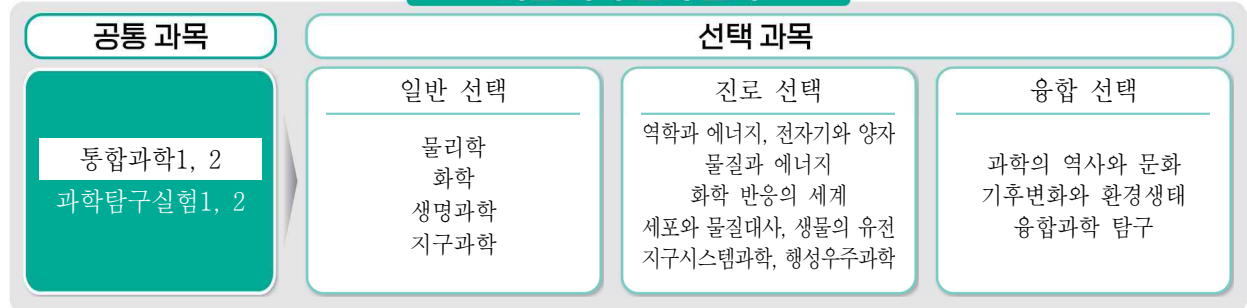 공통 과목
선택 과목
통합과학1, 2
과학탐구실험1, 2
일반 선택
물리학
화학
생명과학
지구과학
진로 선택
역학과 에너지, 전자기와 양자
물질과 에너지
화학 반응의 세계
세포와 물질대사, 생물의 유전
지구시스템과학, 행성우주과학
융합 선택
과학의 역사와 문화
기후변화와 환경생태
융합과학 탐구